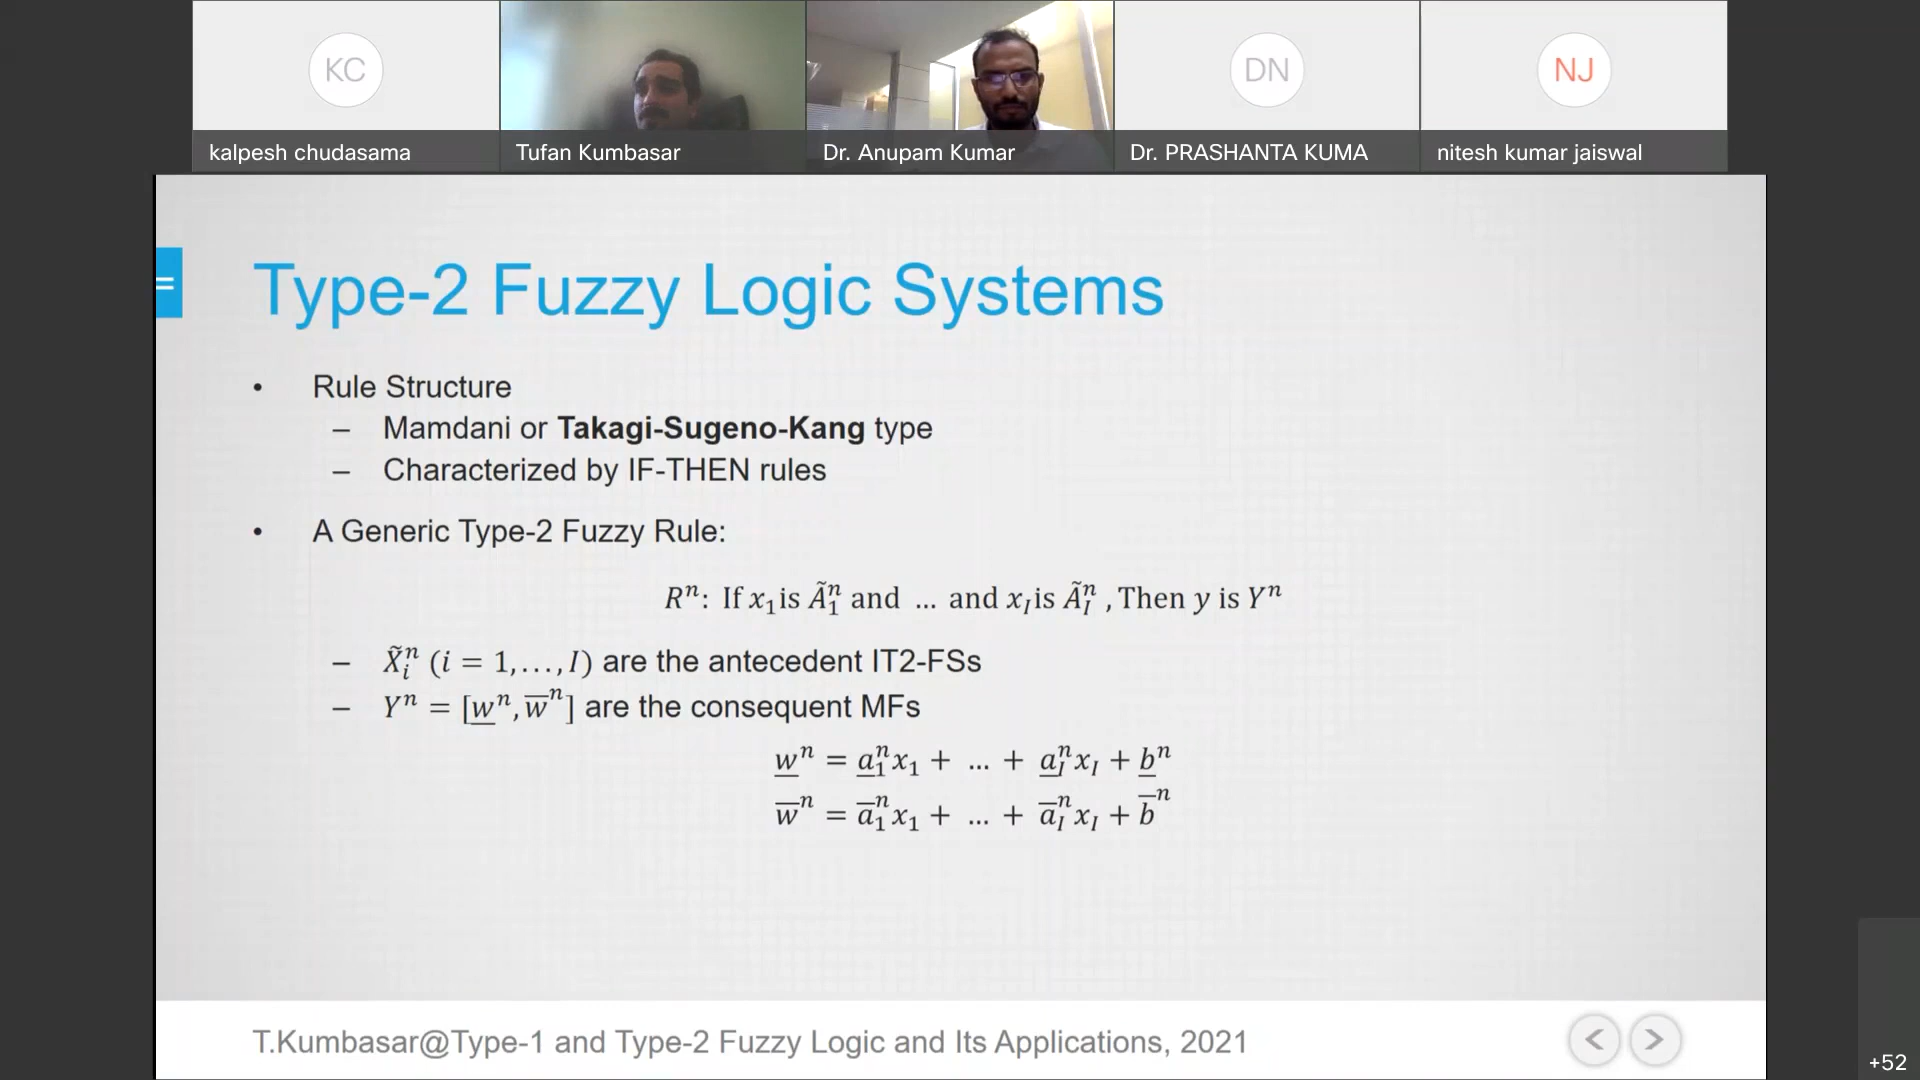 KC
DN
NJ
kalpesh chudasama
Tufan Kumbasar
Dr. Anupam Kumar
Dr. PRASHANTA KUMA
nitesh kumar jaiswal
Type-2 Fuzzy Logic Systems
• Rule Structure
– Mamdani or Takagi-Sugeno-Kang type
– Characterized by IF-THEN rules
• A Generic Type-2 Fuzzy Rule:
Rⁿ: If x₁ is Ã₁ⁿ and ... and x_I is Ã_Iⁿ , Then y is Yⁿ
– X̃ᵢⁿ (i = 1,...,I) are the antecedent IT2-FSs
– Yⁿ = [w̲ⁿ, w̅ⁿ] are the consequent MFs
w̲ⁿ = a̲₁ⁿx₁ + ... + a̲_Iⁿx_I + b̲ⁿ
w̅ⁿ = a̅₁ⁿx₁ + ... + a̅_Iⁿx_I + b̅ⁿ
T.Kumbasar@Type-1 and Type-2 Fuzzy Logic and Its Applications, 2021
< >
+52